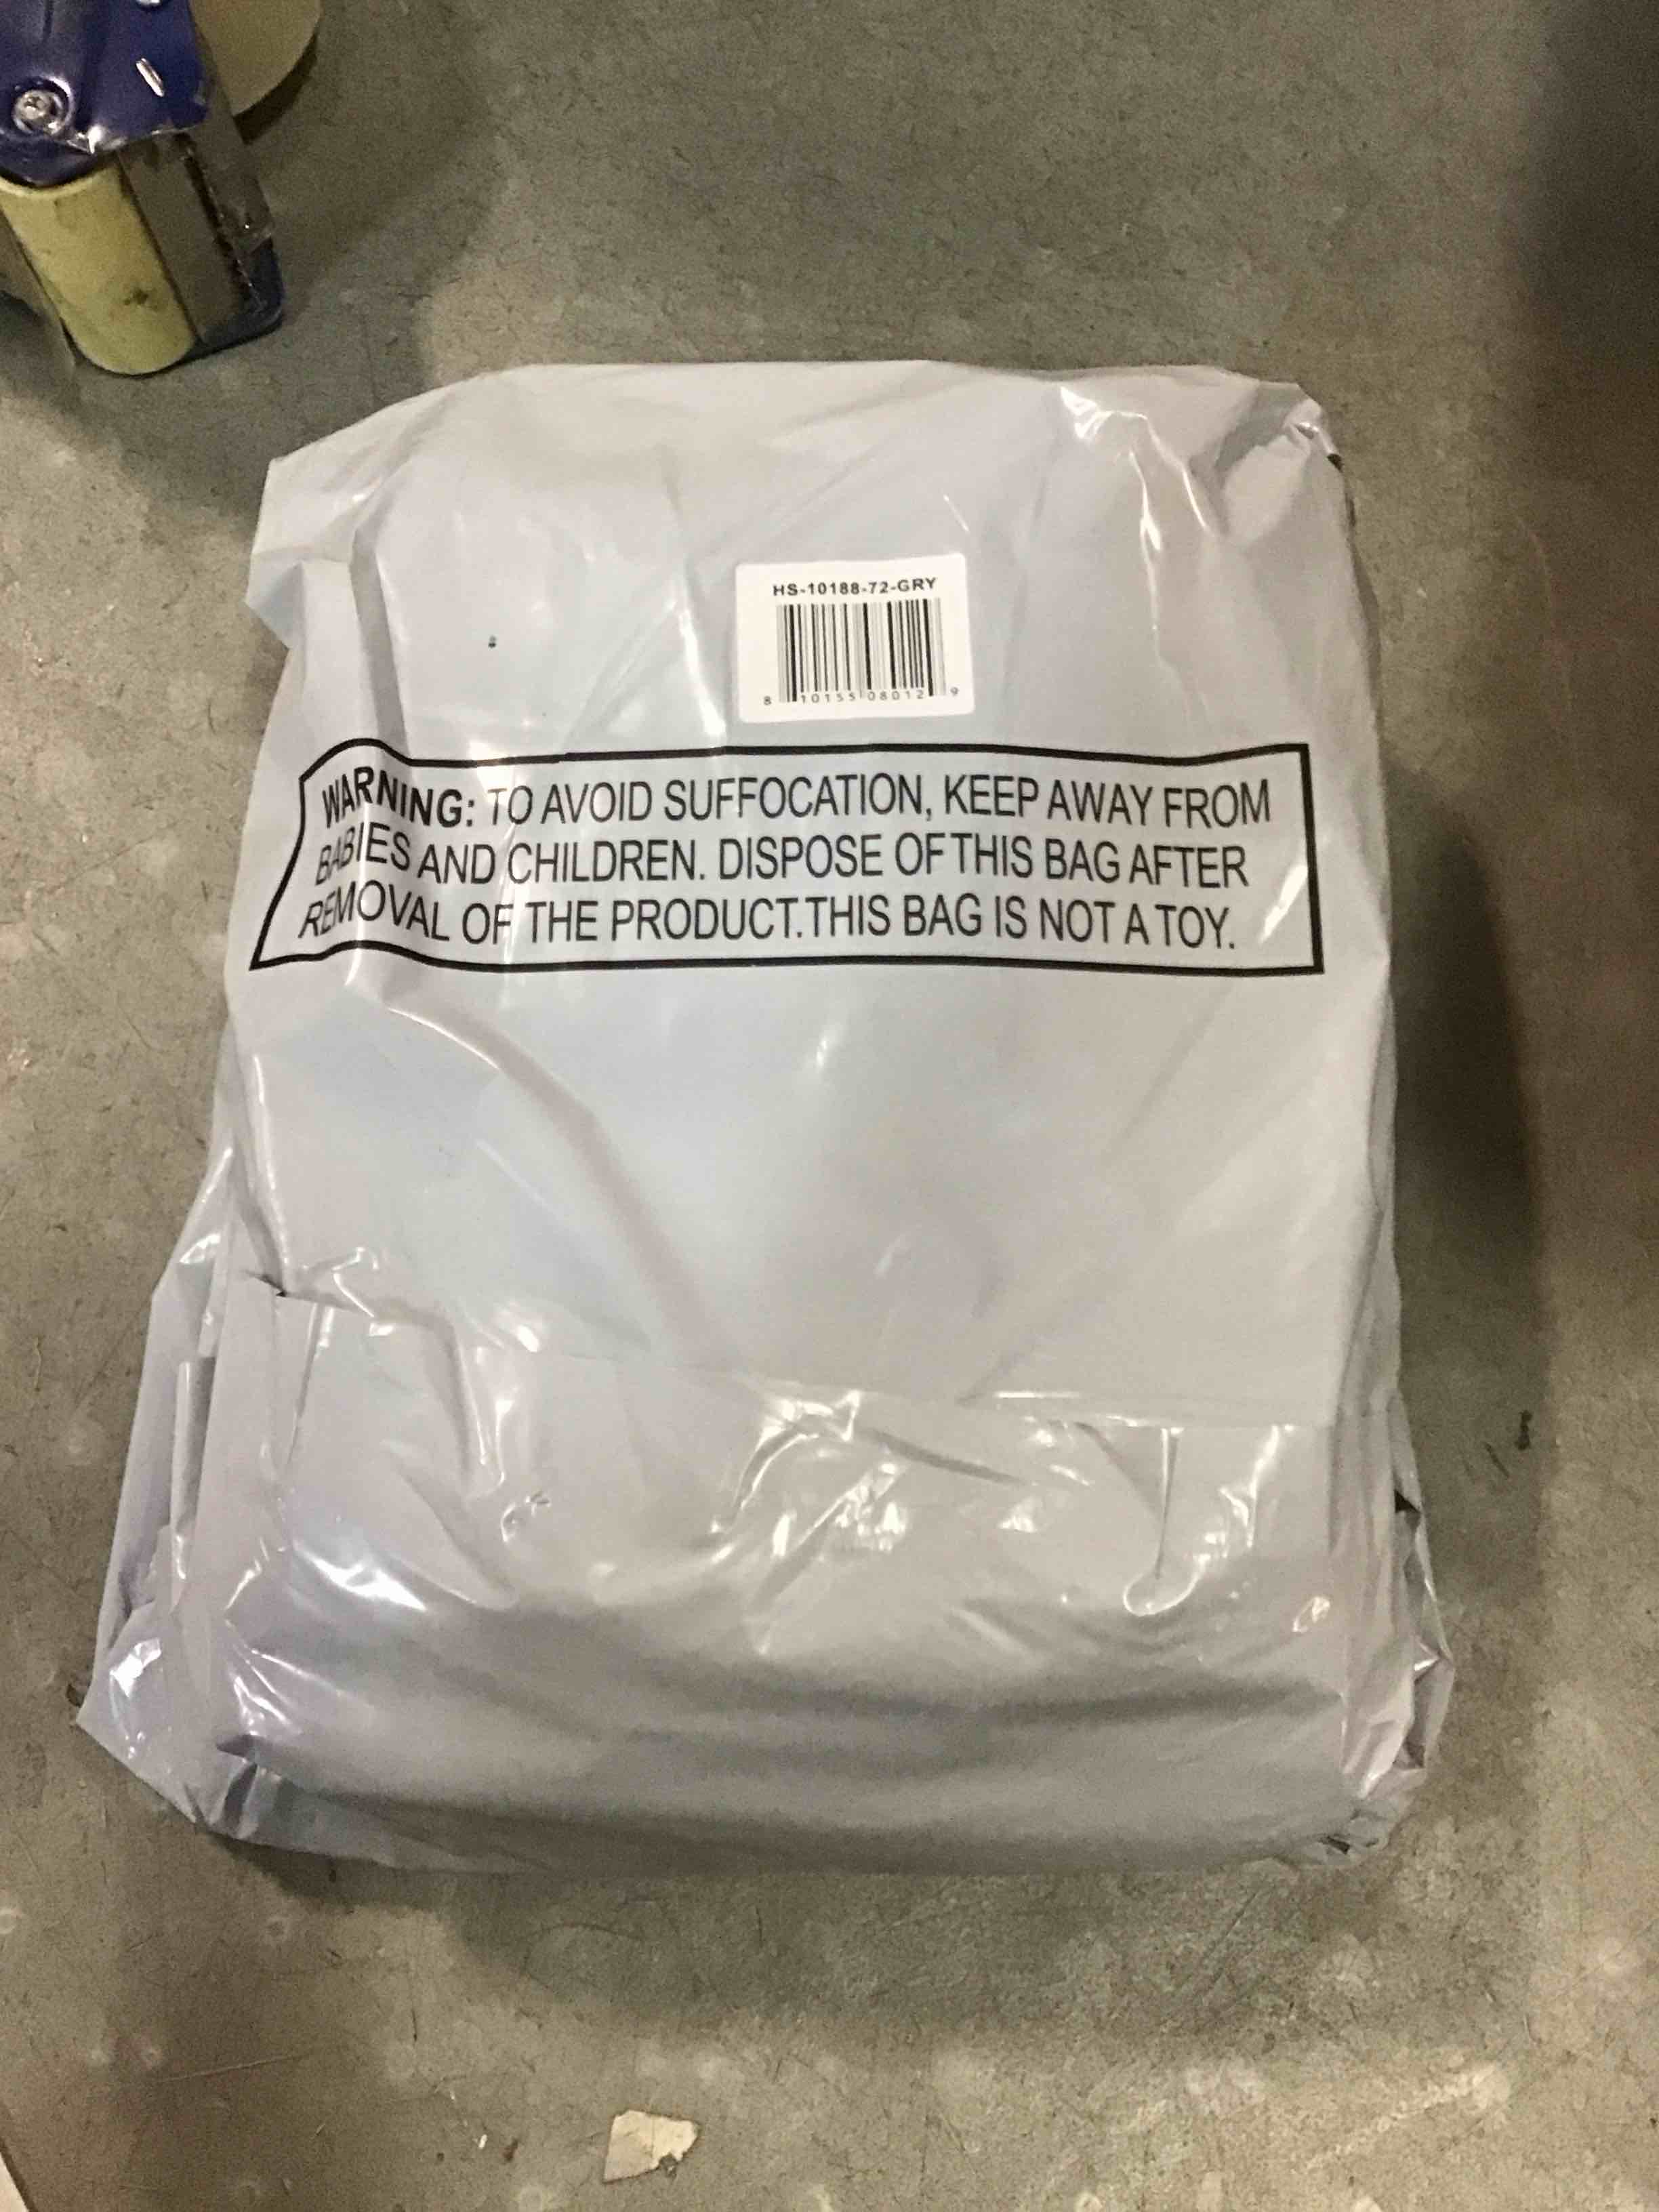 HS-10188-72-GRY
8 10155 08012 9
WARNING: TO AVOID SUFFOCATION, KEEP AWAY FROM
BABIES AND CHILDREN. DISPOSE OF THIS BAG AFTER
REMOVAL OF THE PRODUCT.THIS BAG IS NOT A TOY.